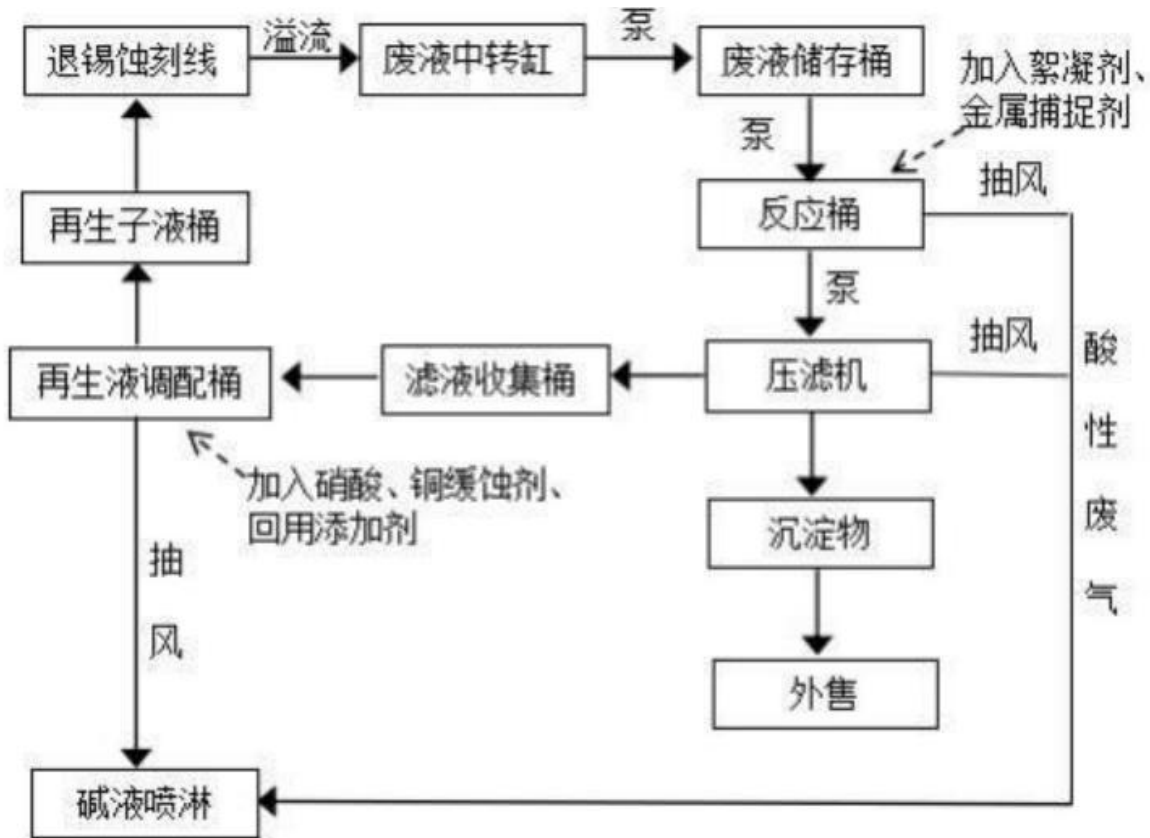 退锡蚀刻线
溢流
废液中转缸
泵
废液储存桶
加入絮凝剂、
金属捕捉剂
泵
抽风
再生子液桶
反应桶
泵
抽风
再生液调配桶
滤液收集桶
压滤机
酸性废气
加入硝酸、铜缓蚀剂、
回用添加剂
沉淀物
抽风
外售
碱液喷淋